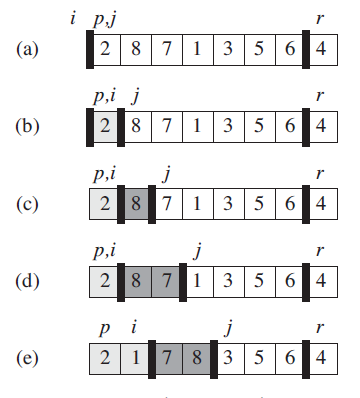 i p,j r
(a) 2 8 7 1 3 5 6 4
p,i j r
(b) 2 8 7 1 3 5 6 4
p,i j r
(c) 2 8 7 1 3 5 6 4
p,i j r
(d) 2 8 7 1 3 5 6 4
p i j r
(e) 2 1 7 8 3 5 6 4